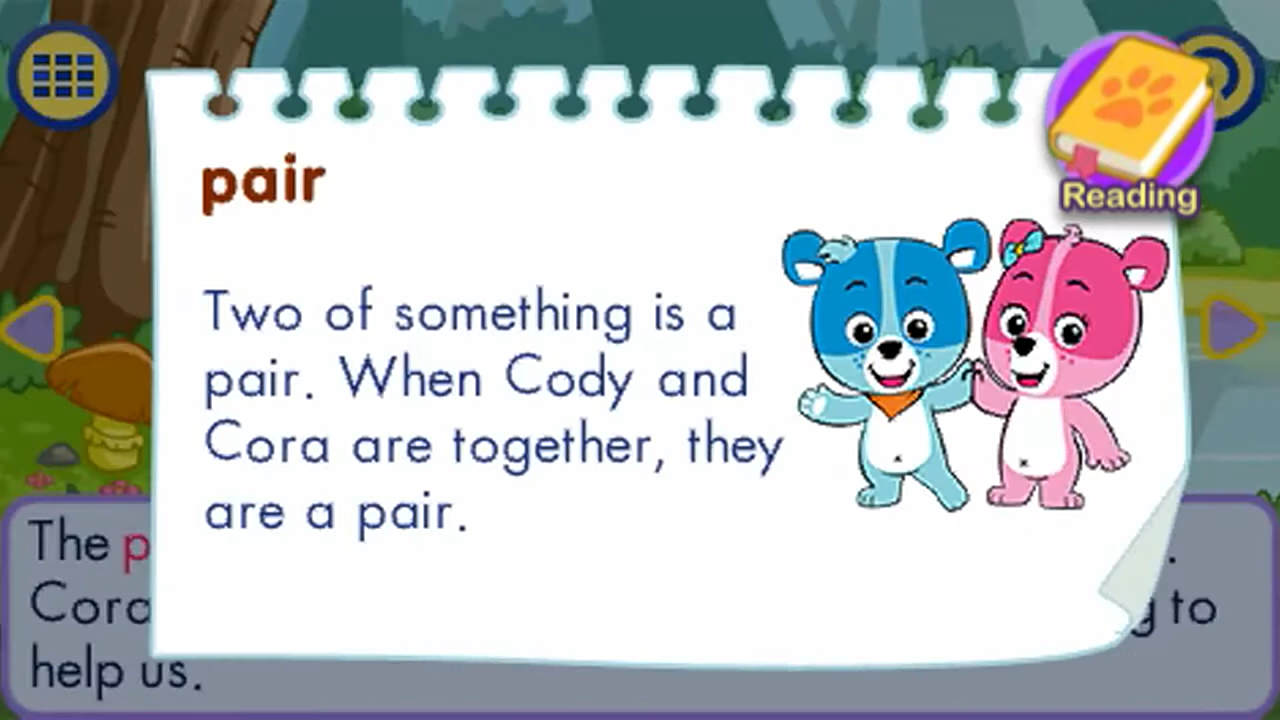 pair
Reading
Two of something is a
pair. When Cody and
Cora are together, they
are a pair.
The
Cora to
help us.